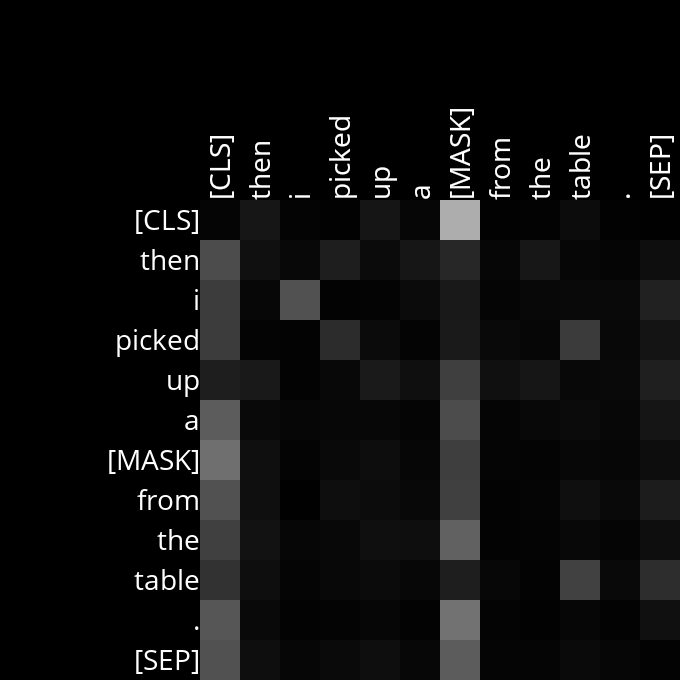 [CLS] then i picked up a [MASK] from the table . [SEP]
[CLS]
then
i
picked
up
a
[MASK]
from
the
table
.
[SEP]